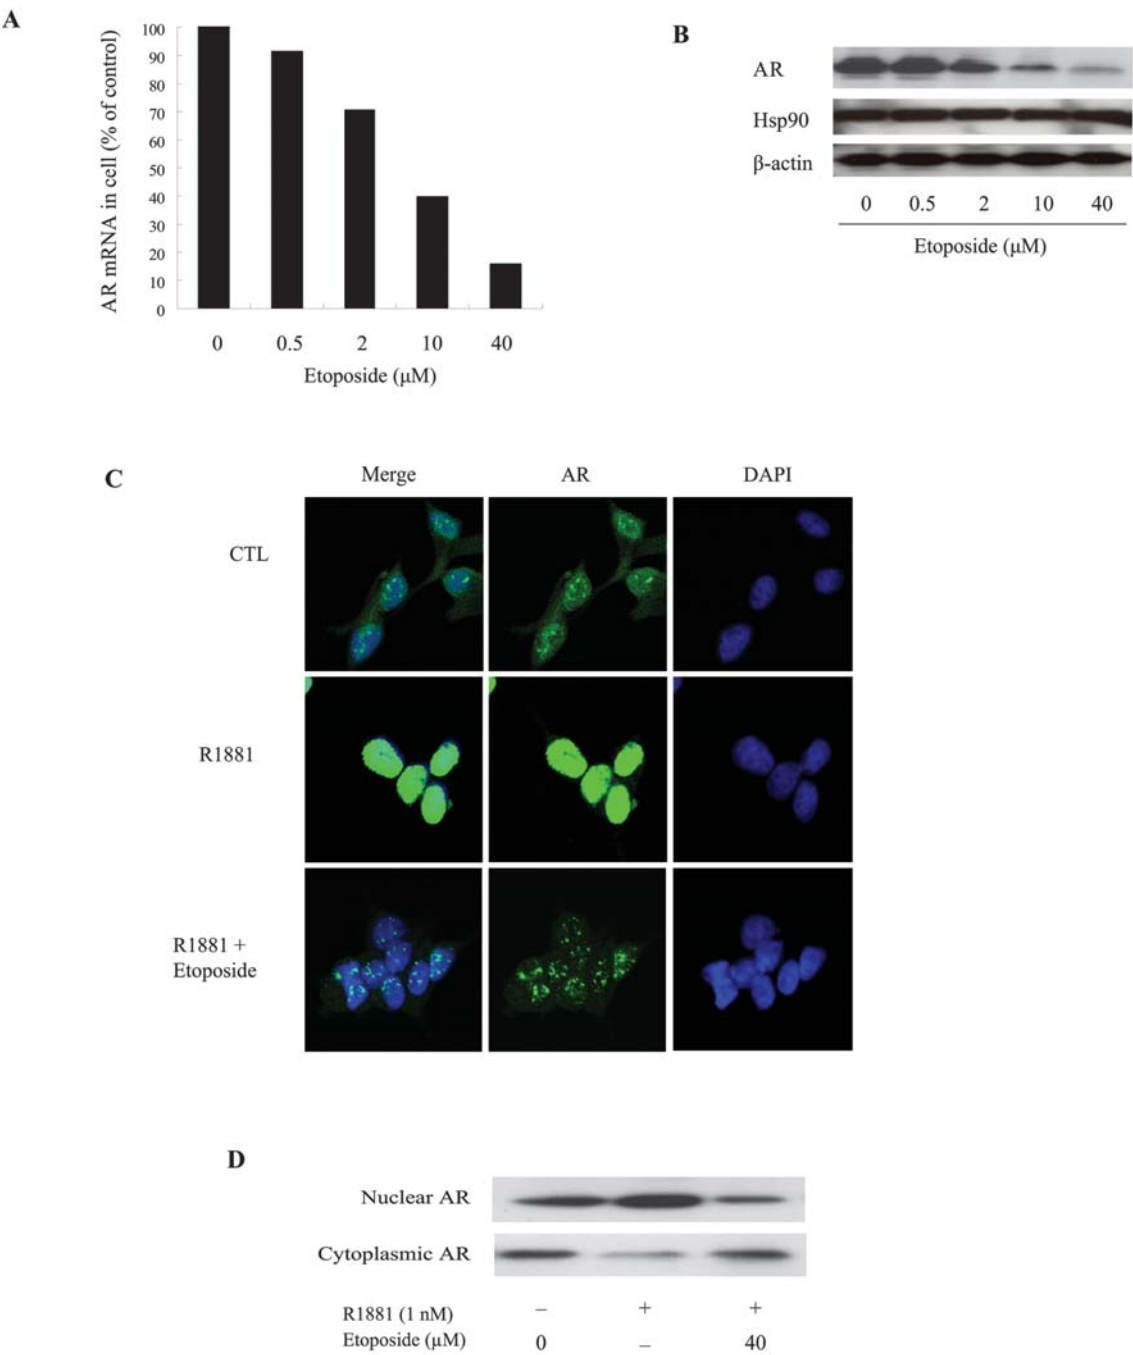 A
AR mRNA in cell (% of control)
100
90
80
70
60
50
40
30
20
10
0
0 0.5 2 10 40
Etoposide (μM)
B
AR
Hsp90
β-actin
0 0.5 2 10 40
Etoposide (μM)
C
Merge AR DAPI
CTL
R1881
R1881 +
Etoposide
D
Nuclear AR
Cytoplasmic AR
R1881 (1 nM) – + +
Etoposide (μM) 0 – 40